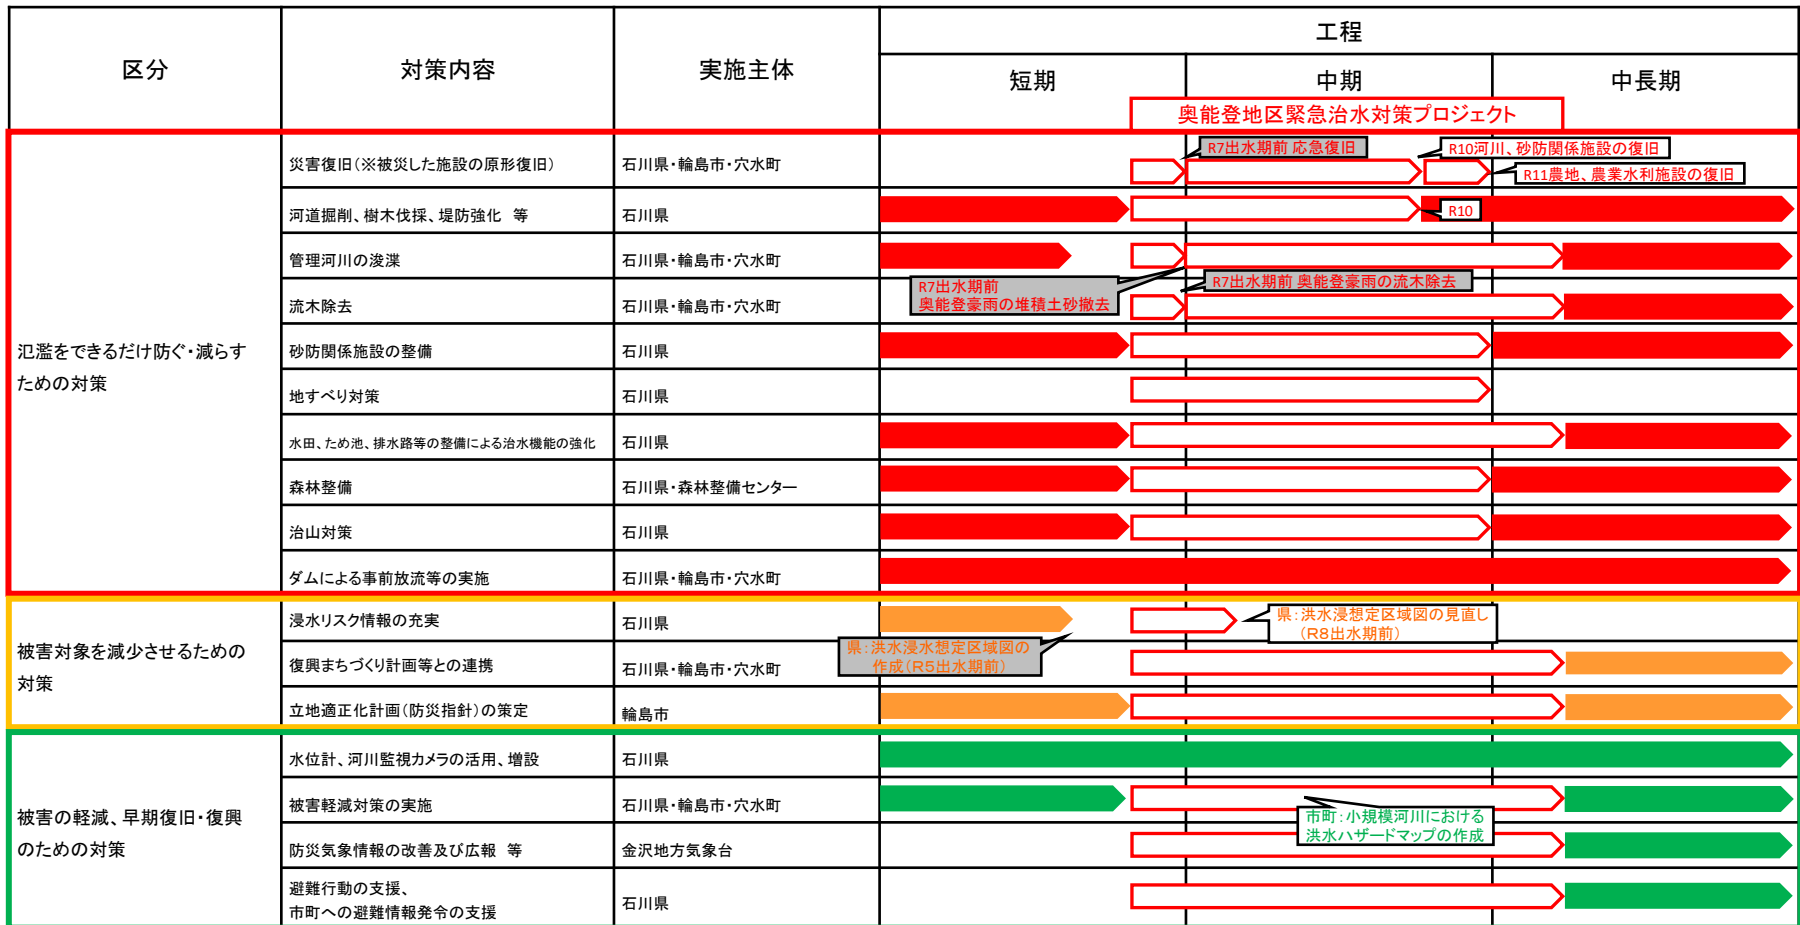 区分
対策内容
実施主体
工程
短期
中期
中長期
奥能登地区緊急治水対策プロジェクト
氾濫をできるだけ防ぐ・減らす
ための対策
災害復旧(※被災した施設の原形復旧)
石川県・輪島市・穴水町
R7出水期前 応急復旧
R10河川、砂防関係施設の復旧
R11農地、農業水利施設の復旧
河道掘削、樹木伐採、堤防強化 等
石川県
R10
管理河川の浚渫
石川県・輪島市・穴水町
R7出水期前
奥能登豪雨の堆積土砂撤去
流木除去
石川県・輪島市・穴水町
R7出水期前 奥能登豪雨の流木除去
砂防関係施設の整備
石川県
地すべり対策
石川県
水田、ため池、排水路等の整備による治水機能の強化
石川県
森林整備
石川県・森林整備センター
治山対策
石川県
ダムによる事前放流等の実施
石川県・輪島市・穴水町
被害対象を減少させるための
対策
浸水リスク情報の充実
石川県
県:洪水浸水想定区域図の
作成(R5出水期前)
県:洪水浸想定区域図の見直し
(R8出水期前)
復興まちづくり計画等との連携
石川県・輪島市・穴水町
立地適正化計画(防災指針)の策定
輪島市
被害の軽減、早期復旧・復興
のための対策
水位計、河川監視カメラの活用、増設
石川県
被害軽減対策の実施
石川県・輪島市・穴水町
市町:小規模河川における
洪水ハザードマップの作成
防災気象情報の改善及び広報 等
金沢地方気象台
避難行動の支援、
市町への避難情報発令の支援
石川県